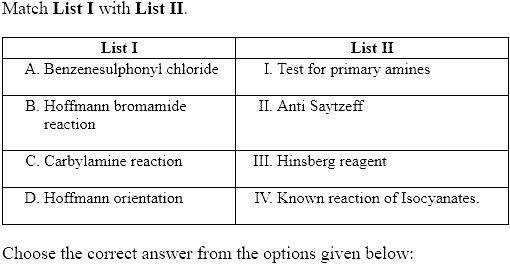 Match List I with List II.
List I List II
A. Benzenesulphonyl chloride I. Test for primary amines
B. Hoffmann bromamide II. Anti Saytzeff
reaction
C. Carbylamine reaction III. Hinsberg reagent
D. Hoffmann orientation IV. Known reaction of Isocyanates.
Choose the correct answer from the options given below: